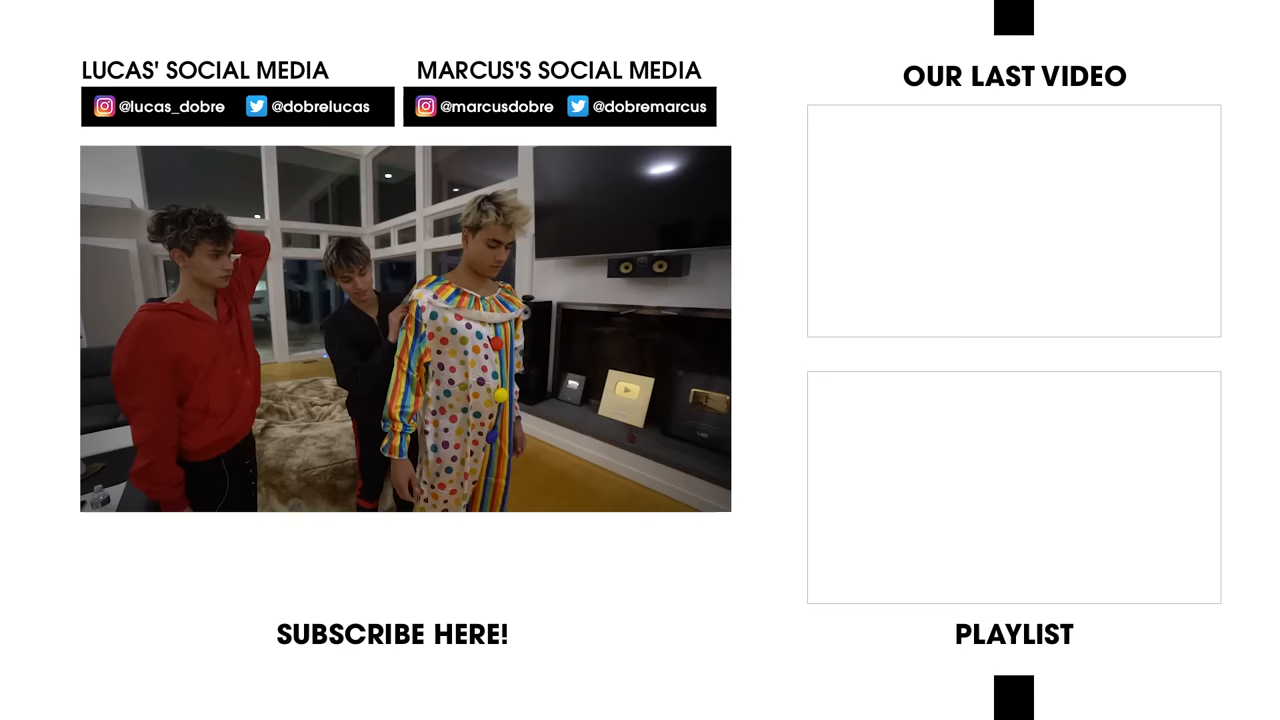 LUCAS' SOCIAL MEDIA
@lucas_dobre @dobrelucas
MARCUS'S SOCIAL MEDIA
@marcusdobre @dobremarcus
OUR LAST VIDEO
SUBSCRIBE HERE!
PLAYLIST